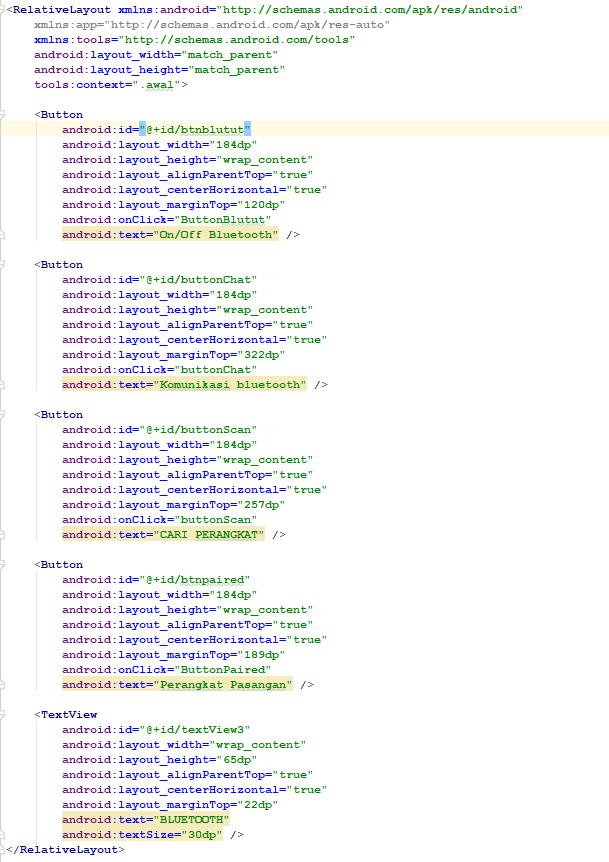 <RelativeLayout xmlns:android="http://schemas.android.com/apk/res/android"
xmlns:app="http://schemas.android.com/apk/res-auto"
xmlns:tools="http://schemas.android.com/tools"
android:layout_width="match_parent"
android:layout_height="match_parent"
tools:context=".awal">
<Button
android:id="@+id/btnblutut"
android:layout_width="184dp"
android:layout_height="wrap_content"
android:layout_alignParentTop="true"
android:layout_centerHorizontal="true"
android:layout_marginTop="120dp"
android:onClick="ButtonBlutut"
android:text="On/Off Bluetooth" />
<Button
android:id="@+id/buttonChat"
android:layout_width="184dp"
android:layout_height="wrap_content"
android:layout_alignParentTop="true"
android:layout_centerHorizontal="true"
android:layout_marginTop="322dp"
android:onClick="buttonChat"
android:text="Komunikasi bluetooth" />
<Button
android:id="@+id/buttonScan"
android:layout_width="184dp"
android:layout_height="wrap_content"
android:layout_alignParentTop="true"
android:layout_centerHorizontal="true"
android:layout_marginTop="257dp"
android:onClick="buttonScan"
android:text="CARI PERANGKAT" />
<Button
android:id="@+id/btnpaired"
android:layout_width="184dp"
android:layout_height="wrap_content"
android:layout_alignParentTop="true"
android:layout_centerHorizontal="true"
android:layout_marginTop="189dp"
android:onClick="ButtonPaired"
android:text="Perangkat Pasangan" />
<TextView
android:id="@+id/textView3"
android:layout_width="wrap_content"
android:layout_height="65dp"
android:layout_alignParentTop="true"
android:layout_centerHorizontal="true"
android:layout_marginTop="22dp"
android:text="BLUETOOTH"
android:textSize="30dp" />
</RelativeLayout>